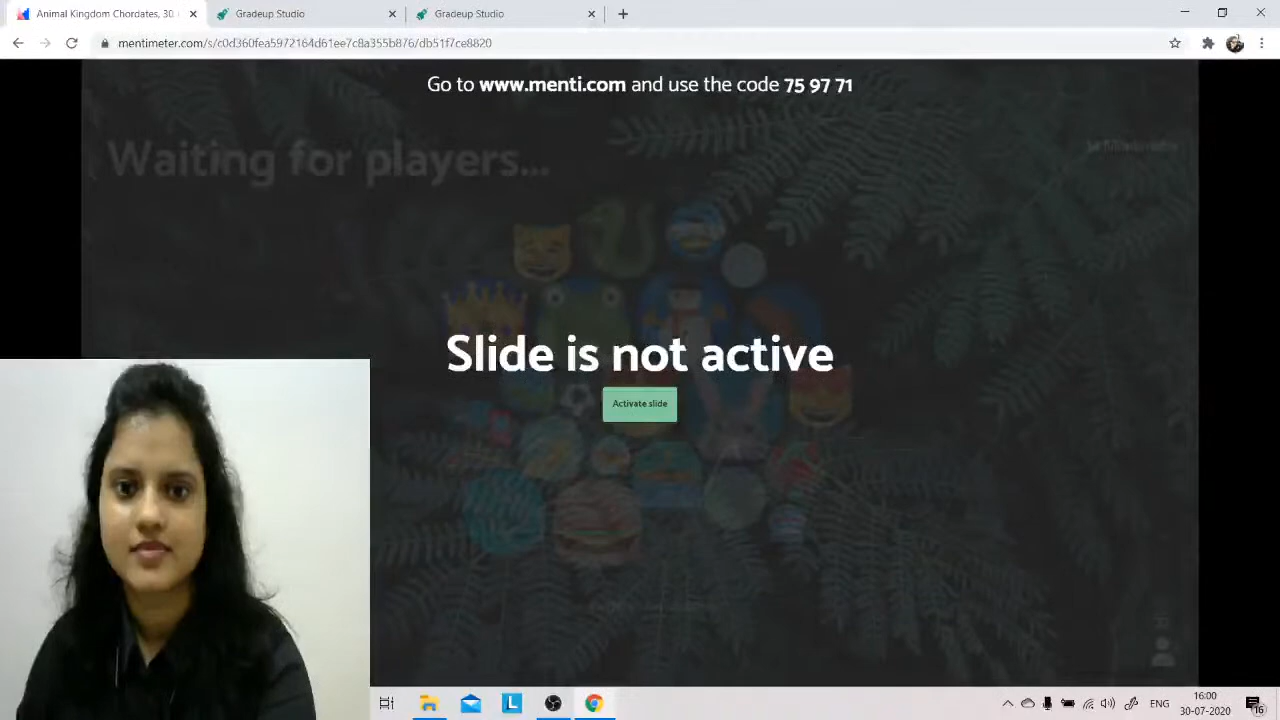 Animal Kingdom Chordates, 30.
Gradeup Studio
Gradeup Studio
mentimeter.com/s/c0d360fea5972164d61ee7c8a355b876/db51f7ce8820
Go to www.menti.com and use the code 75 97 71
Waiting for players...
Slide is not active
Activate slide
L
ENG
16:00
30-07-2020
16